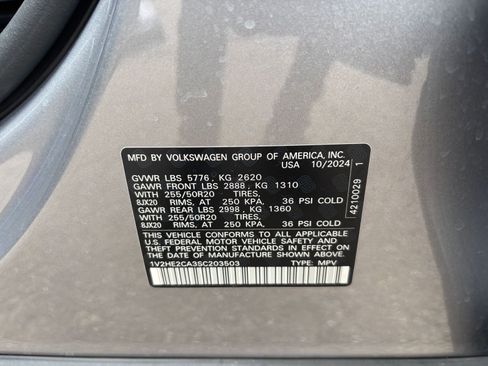 MFD BY VOLKSWAGEN GROUP OF AMERICA, INC.
USA 10/2024
GVWR LBS 5776, KG 2620
GAWR FRONT LBS 2888, KG 1310
WITH 255/50R20 TIRES,
8JX20 RIMS, AT 250 KPA, 36 PSI COLD
GAWR REAR LBS 2998, KG 1360
WITH 255/50R20 TIRES,
8JX20 RIMS, AT 250 KPA, 36 PSI COLD
THIS VEHICLE CONFORMS TO ALL APPLICABLE
U.S. FEDERAL MOTOR VEHICLE SAFETY AND
THEFT PREVENTION STANDARDS IN EFFECT ON
THE DATE OF MANUFACTURE SHOWN ABOVE.
1V2HE2CA3SC203503 TYPE: MPV
4210029 1